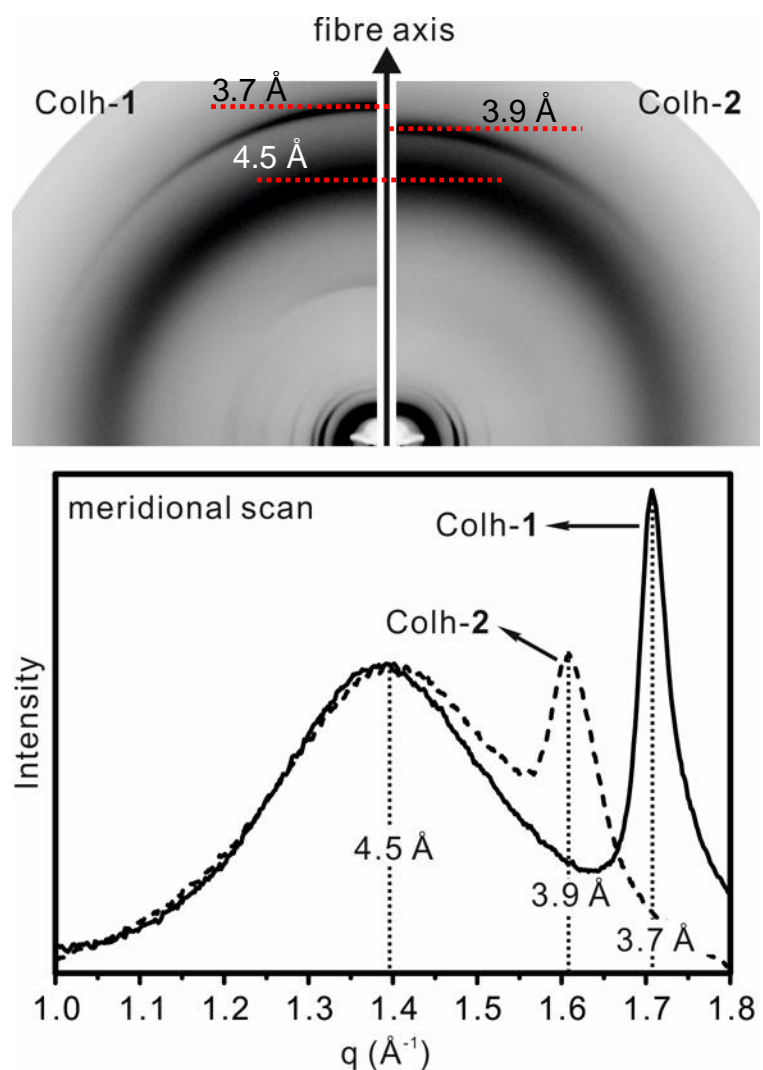 fibre axis
Colh-1
3.7 Å
3.9 Å
Colh-2
4.5 Å
meridional scan
Colh-1
Colh-2
Intensity
4.5 Å
3.9 Å
3.7 Å
1.0 1.1 1.2 1.3 1.4 1.5 1.6 1.7 1.8
q (Å⁻¹)